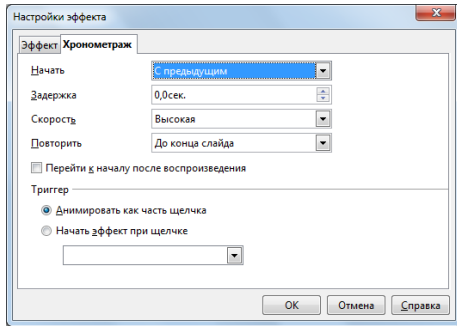 Настройки эффекта
Эффект Хронометраж
Начать С предыдущим
Задержка 0,0сек.
Скорость Высокая
Повторить До конца слайда
Перейти к началу после воспроизведения
Триггер
Анимировать как часть щелчка
Начать эффект при щелчке
OK Отмена Справка